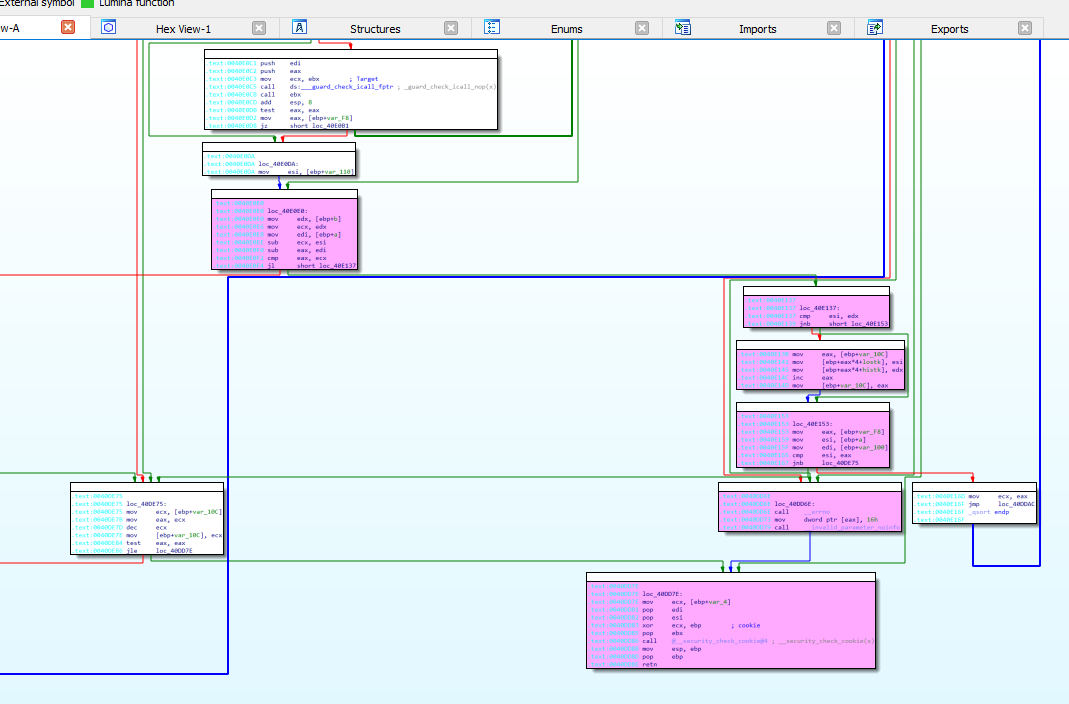 External symbol Lumina function
w-A Hex View-1 Structures Enums Imports Exports
push edi
push eax
mov ecx, ebx ; Target
call ds:___guard_check_icall_fptr ; _guard_check_icall_nop(x)
call ebx
add esp, 8
test eax, eax
mov eax, [ebp+var_F8]
jz short loc_40E0B1
loc_40E0DA:
mov esi, [ebp+var_110]
loc_40E0E0:
mov edx, [ebp+b]
mov ecx, edx
mov edi, [ebp+a]
sub ecx, esi
sub eax, edi
cmp eax, ecx
jl short loc_40E137
loc_40E137:
cmp esi, edx
jnb short loc_40E153
mov eax, [ebp+var_10C]
mov [ebp+eax*4+lostk], esi
mov [ebp+eax*4+histk], edx
inc eax
mov [ebp+var_10C], eax
loc_40E153:
mov eax, [ebp+var_F8]
mov esi, [ebp+a]
mov edi, [ebp+var_100]
cmp esi, eax
jnb loc_40DE75
loc_40DE75:
mov ecx, [ebp+var_10C]
mov eax, ecx
dec ecx
mov [ebp+var_10C], ecx
test eax, eax
jle loc_40DD7E
loc_40DD6E:
call __errno
mov dword ptr [eax], 16h
call __invalid_parameter_noinfo
mov ecx, eax
jmp loc_40DDAC
_qsort endp
loc_40DD7E:
mov ecx, [ebp+var_4]
pop edi
pop esi
xor ecx, ebp ; cookie
pop ebx
call @__security_check_cookie@4 ; __security_check_cookie(x)
mov esp, ebp
pop ebp
retn